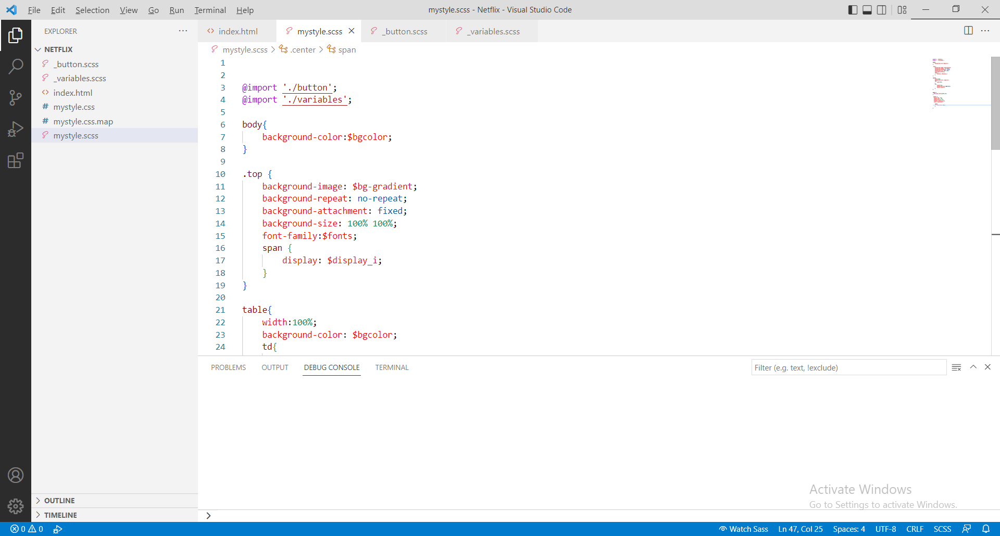 File Edit Selection View Go Run Terminal Help
mystyle.scss - Netflix - Visual Studio Code
EXPLORER
NETFLIX
_button.scss
_variables.scss
index.html
mystyle.css
mystyle.css.map
mystyle.scss
OUTLINE
TIMELINE
index.html mystyle.scss _button.scss _variables.scss
mystyle.scss > .center > span
1
2
3 @import './button';
4 @import './variables';
5
6 body{
7 background-color:$bgcolor;
8 }
9
10 .top {
11 background-image: $bg-gradient;
12 background-repeat: no-repeat;
13 background-attachment: fixed;
14 background-size: 100% 100%;
15 font-family:$fonts;
16 span {
17 display: $display_i;
18 }
19 }
20
21 table{
22 width:100%;
23 background-color: $bgcolor;
24 td{
PROBLEMS OUTPUT DEBUG CONSOLE TERMINAL
Filter (e.g. text, !exclude)
Activate Windows
Go to Settings to activate Windows.
0 0
Watch Sass Ln 47, Col 25 Spaces: 4 UTF-8 CRLF SCSS